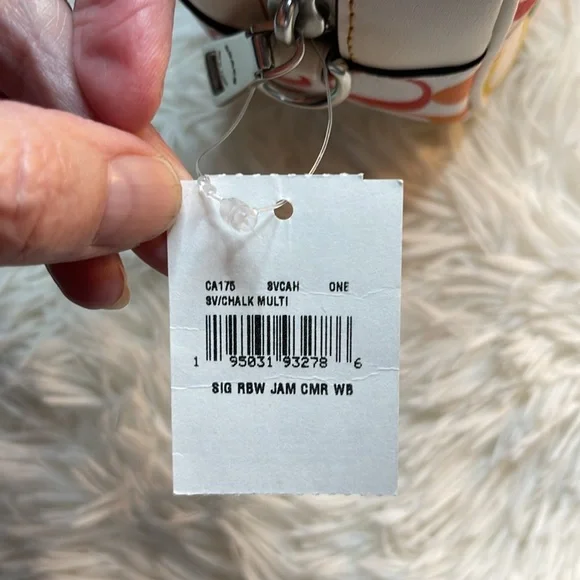 CA175 SVCAH ONE
SV/CHALK MULTI
1 95031 93278 6
SIG RBW JAM CMR WB